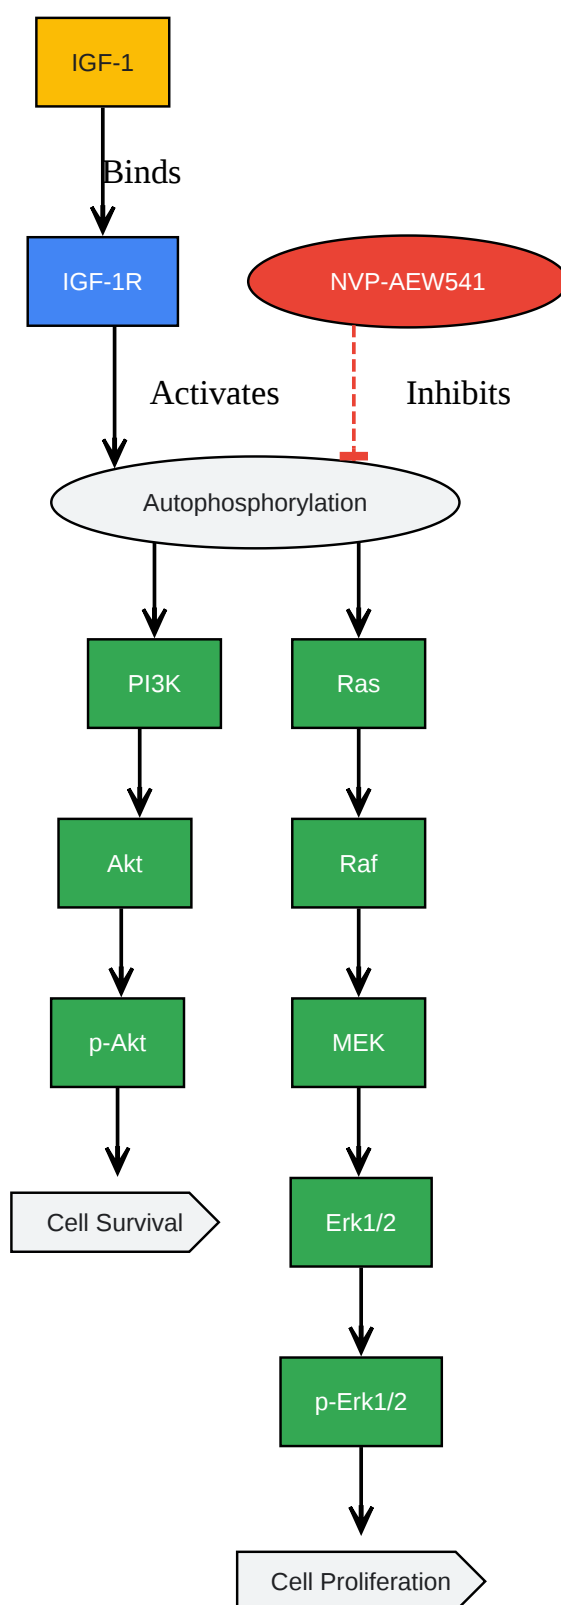 IGF-1
Binds
IGF-1R
NVP-AEW541
Activates
Inhibits
Autophosphorylation
PI3K
Ras
Akt
Raf
p-Akt
MEK
Cell Survival
Erk1/2
p-Erk1/2
Cell Proliferation